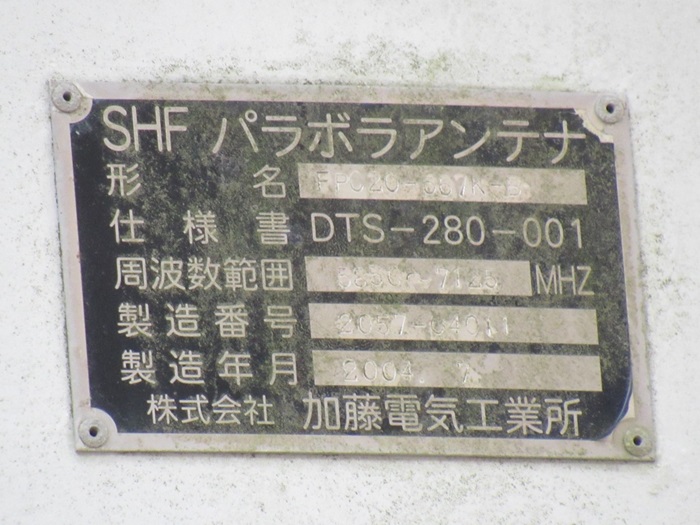 SHF パラボラアンテナ
形名
仕様書 DTS-280-001
周波数範囲 MHZ
製造番号
製造年月 2004.
株式会社 加藤電気工業所